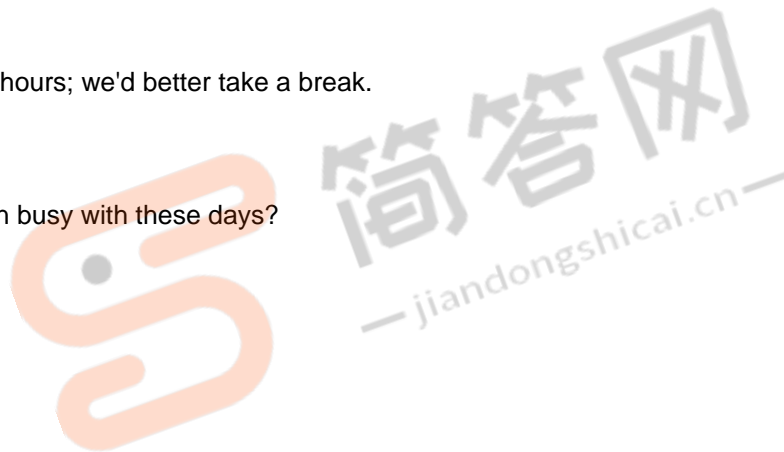 hours; we'd better take a break.
简答网
jiandongshicai.cn
n busy with these days?